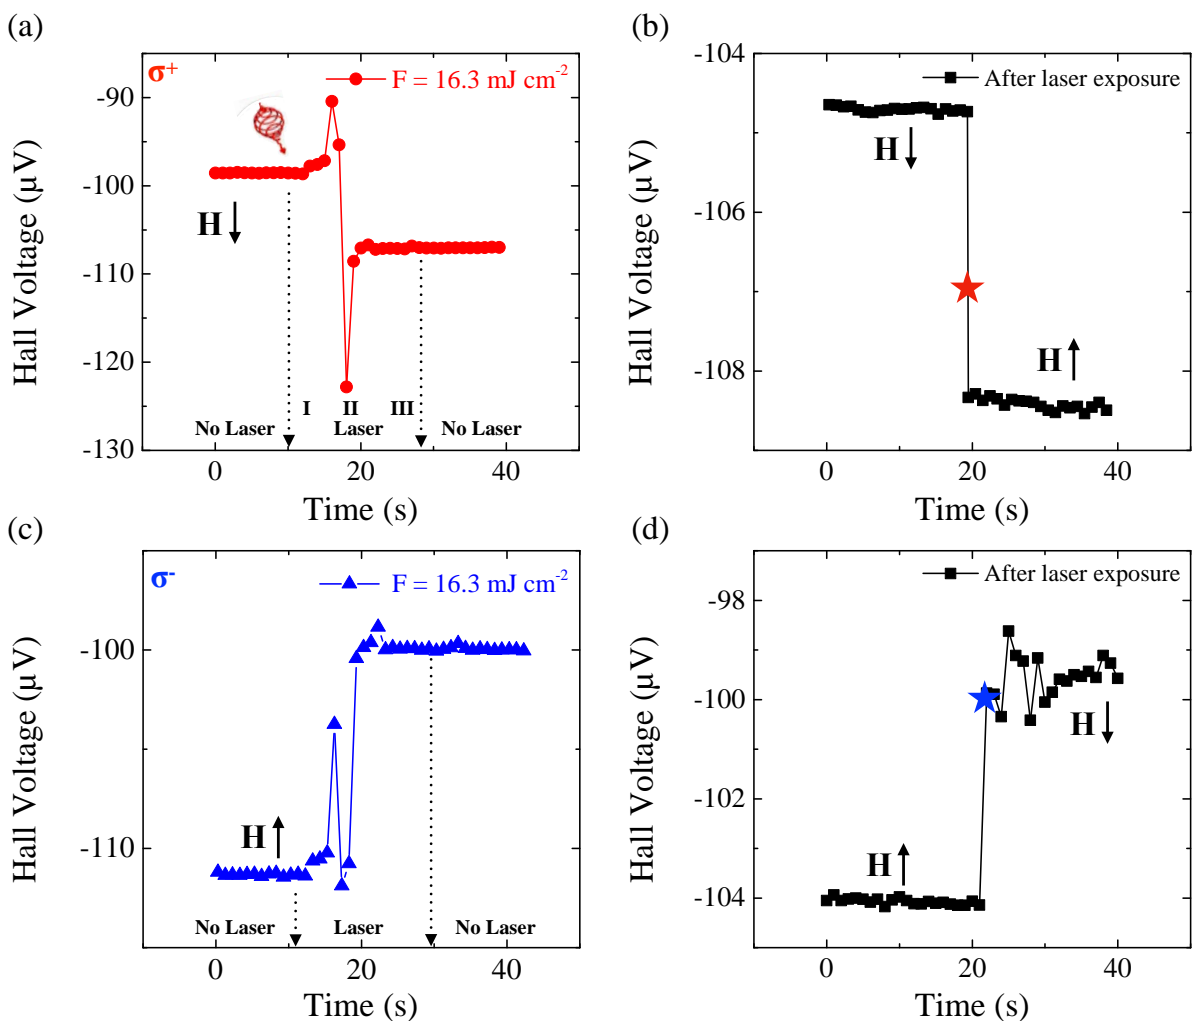 (a)
σ+
F = 16.3 mJ cm-2
Hall Voltage (μV)
-90
-100
-110
-120
-130
H
I II III
No Laser Laser No Laser
0 20 40
Time (s)
(b)
After laser exposure
Hall Voltage (μV)
-104
-106
-108
H
H
0 20 40
Time (s)
(c)
σ-
F = 16.3 mJ cm-2
Hall Voltage (μV)
-100
-110
H
No Laser Laser No Laser
0 20 40
Time (s)
(d)
After laser exposure
Hall Voltage (μV)
-98
-100
-102
-104
H
H
0 20 40
Time (s)